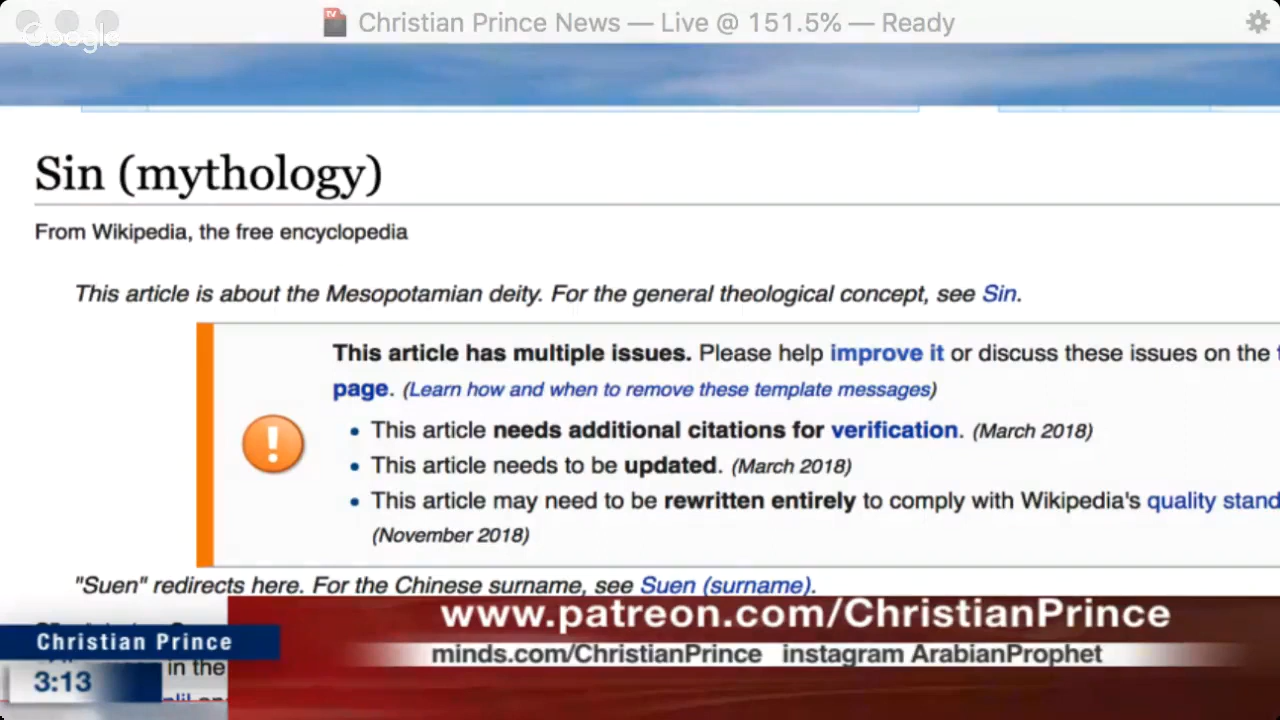 Christian Prince News — Live @ 151.5% — Ready
Google
Sin (mythology)
From Wikipedia, the free encyclopedia
This article is about the Mesopotamian deity. For the general theological concept, see Sin.
This article has multiple issues. Please help improve it or discuss these issues on the
page. (Learn how and when to remove these template messages)
• This article needs additional citations for verification. (March 2018)
• This article needs to be updated. (March 2018)
• This article may need to be rewritten entirely to comply with Wikipedia's quality stand
(November 2018)
"Suen" redirects here. For the Chinese surname, see Suen (surname).
www.patreon.com/ChristianPrince
Christian Prince
minds.com/ChristianPrince instagram ArabianProphet
in the
3:13